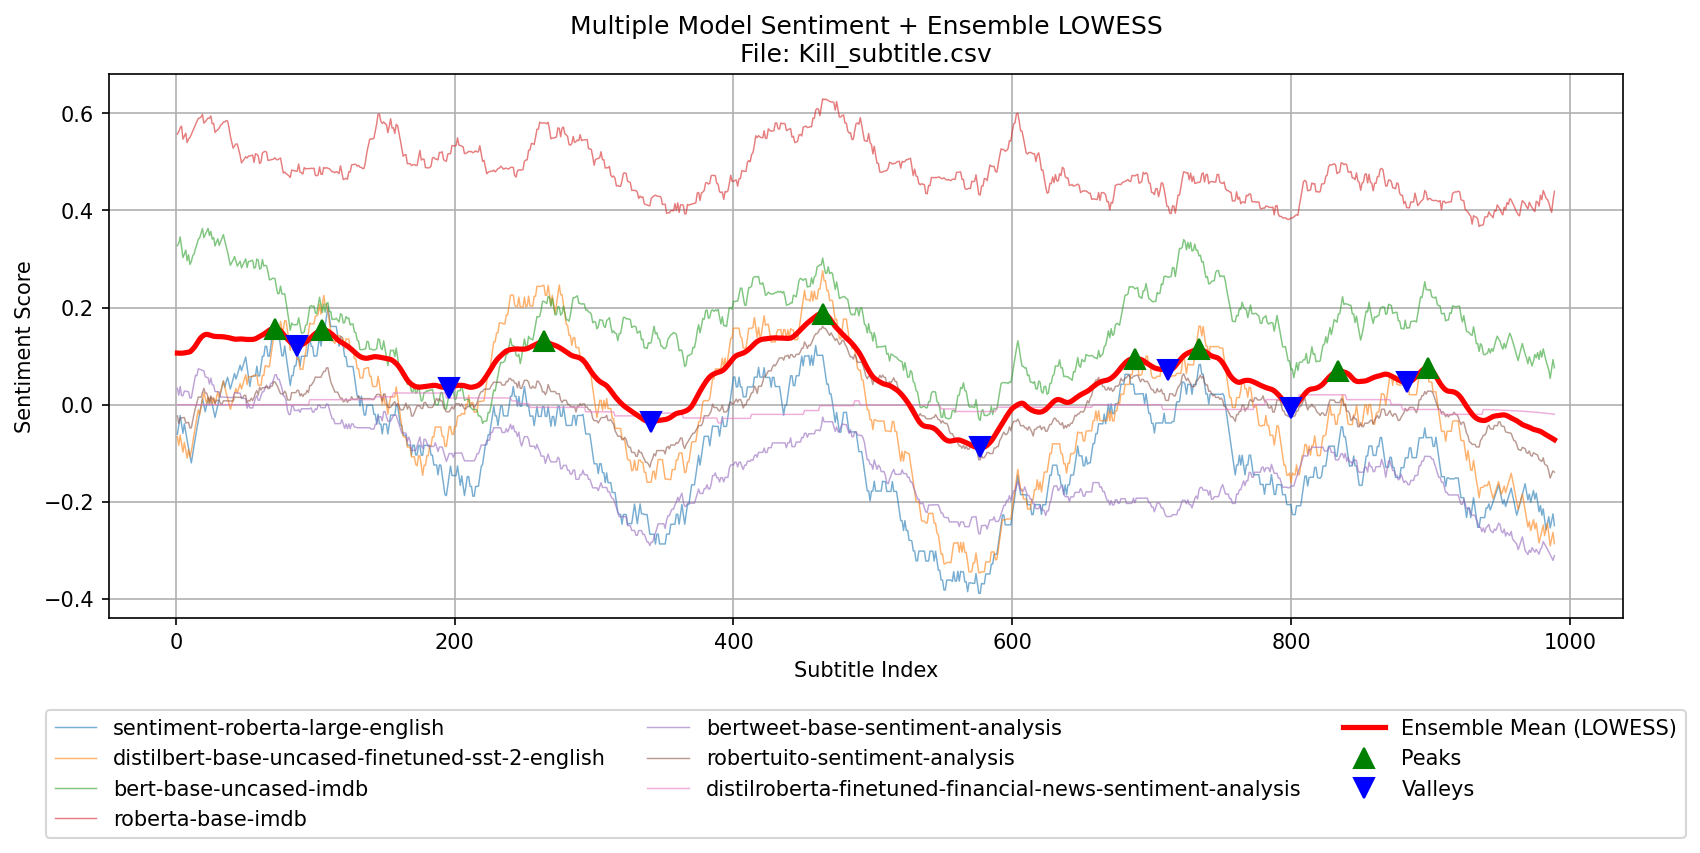 Multiple Model Sentiment + Ensemble LOWESS
File: Kill_subtitle.csv
Sentiment Score
0.6
0.4
0.2
0.0
−0.2
−0.4
0
200
400
600
800
1000
Subtitle Index
sentiment-roberta-large-english
distilbert-base-uncased-finetuned-sst-2-english
bert-base-uncased-imdb
roberta-base-imdb
bertweet-base-sentiment-analysis
robertuito-sentiment-analysis
distilroberta-finetuned-financial-news-sentiment-analysis
Ensemble Mean (LOWESS)
Peaks
Valleys